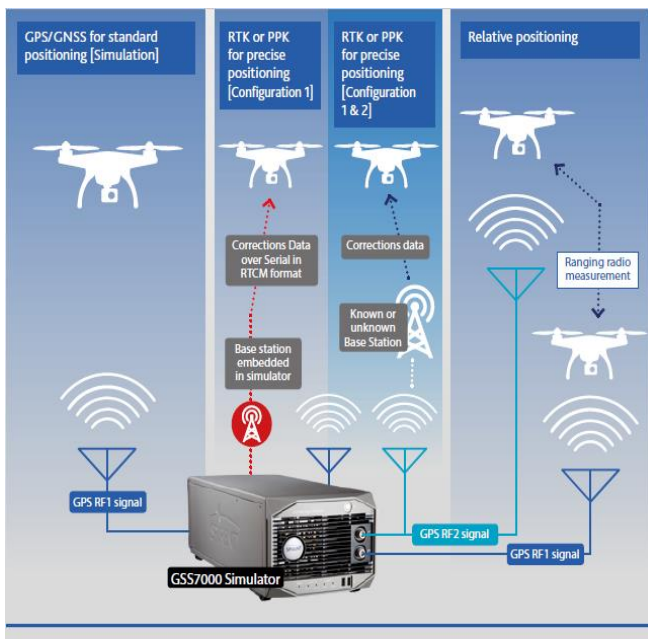 GPS/GNSS for standard
positioning [Simulation]
RTK or PPK
for precise
positioning
[Configuration 1]
RTK or PPK
for precise
positioning
[Configuration
1 & 2]
Relative positioning
Corrections Data
over Serial in
RTCM format
Corrections data
Ranging radio
measurement
Base station
embedded
in simulator
Known or
unknown
Base Station
GPS RF1 signal
GPS RF2 signal
GPS RF1 signal
GSS7000 Simulator